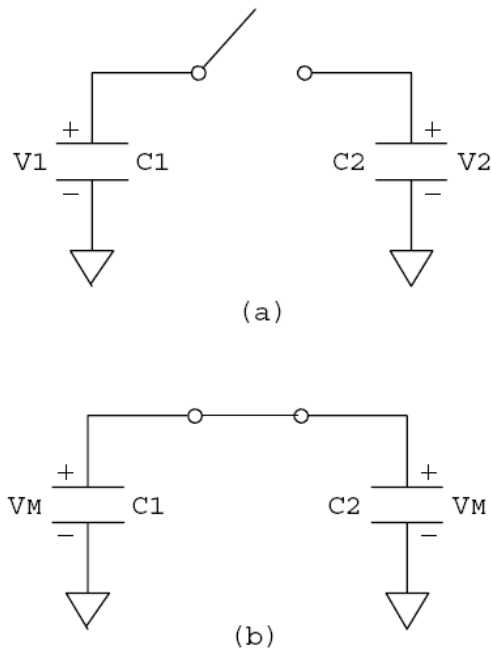 + +
V1 C1 C2 V2
− −
(a)
+ +
VM C1 C2 VM
− −
(b)